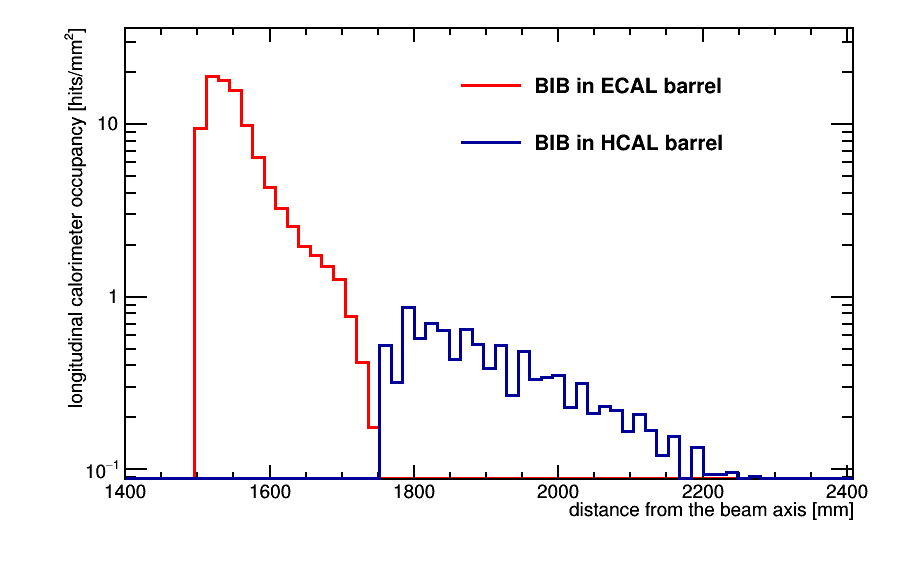 longitudinal calorimeter occupancy [hits/mm²]
BIB in ECAL barrel
BIB in HCAL barrel
10
1
10⁻¹
1400 1600 1800 2000 2200 2400
distance from the beam axis [mm]